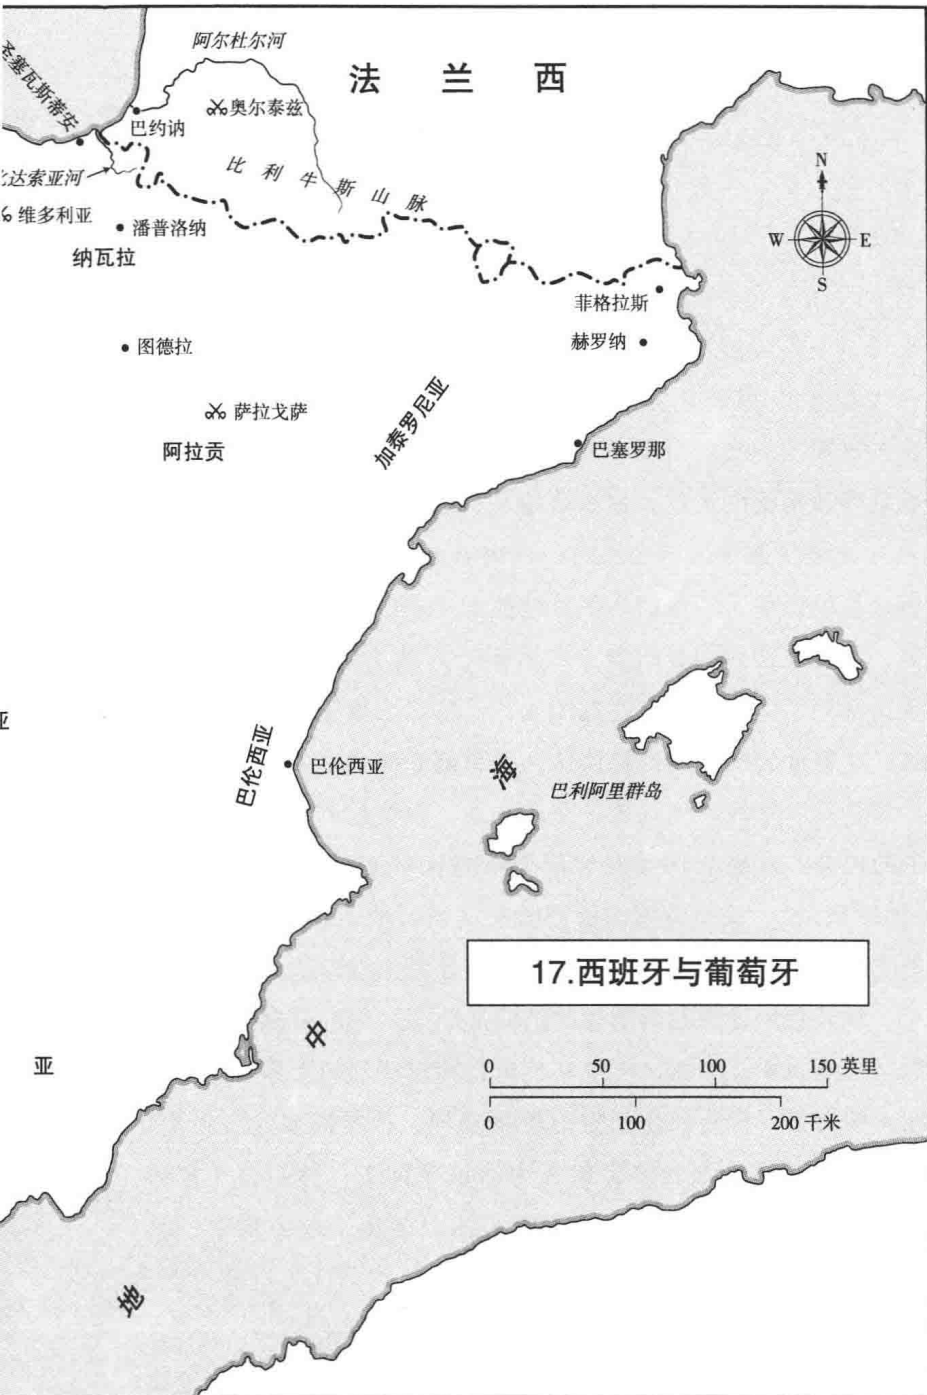 阿尔杜尔河
法兰西
圣塞瓦斯蒂安
奥尔泰兹
巴约讷
比利牛斯山脉
达索亚河
维多利亚
潘普洛纳
纳瓦拉
N
W
E
S
菲格拉斯
赫罗纳
图德拉
萨拉戈萨
阿拉贡
加泰罗尼亚
巴塞罗那
亚
巴伦西亚
巴伦西亚
海
巴利阿里群岛
17.西班牙与葡萄牙
中
亚
0 50 100 150 英里
0 100 200 千米
地